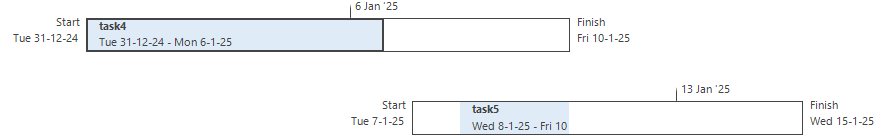 6 Jan '25
Start
Tue 31-12-24
task4
Tue 31-12-24 - Mon 6-1-25
Finish
Fri 10-1-25
13 Jan '25
Start
Tue 7-1-25
task5
Wed 8-1-25 - Fri 10
Finish
Wed 15-1-25